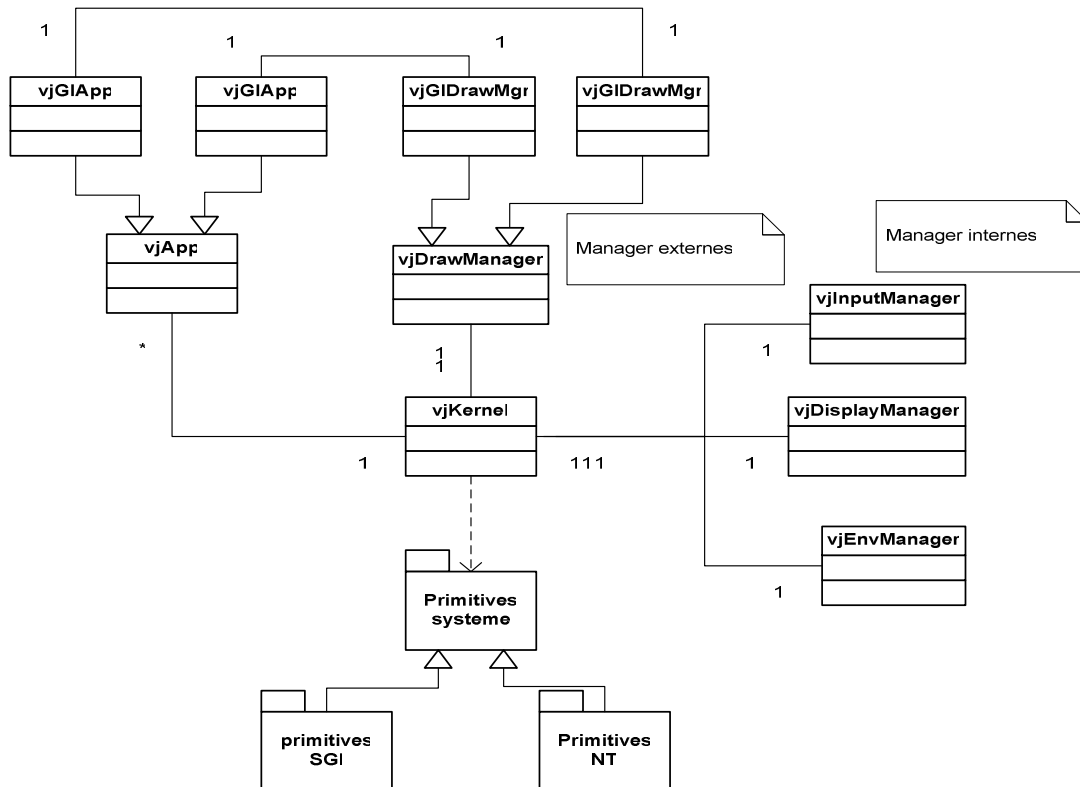 1
1
1
1
vjGlApp
vjGlApp
vjGlDrawMgr
vjGlDrawMgr
vjApp
vjDrawManager
Manager externes
Manager internes
vjInputManager
*
1
1
1
vjKernel
vjDisplayManager
1
111
1
vjEnvManager
1
Primitives
systeme
primitives
SGI
Primitives
NT